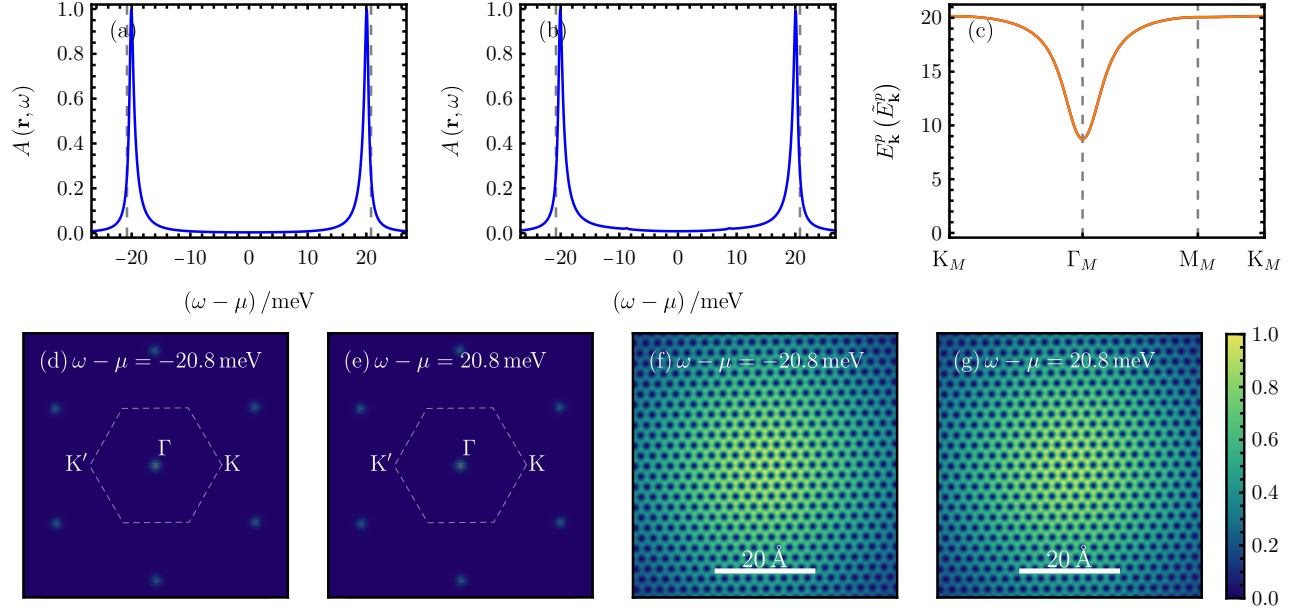 (a)
A (r, ω)
1.0
0.8
0.6
0.4
0.2
0.0
−20 −10 0 10 20
(ω − μ) /meV
(b)
A (r, ω)
1.0
0.8
0.6
0.4
0.2
0.0
−20 −10 0 10 20
(ω − μ) /meV
(c)
E^p_k (Ẽ^p_k)
20
15
10
5
0
K_M Γ_M M_M K_M
(d) ω − μ = −20.8 meV
Γ
K′ K
(e) ω − μ = 20.8 meV
Γ
K′ K
(f) ω − μ = −20.8 meV
20 Å
(g) ω − μ = 20.8 meV
20 Å
1.0
0.8
0.6
0.4
0.2
0.0